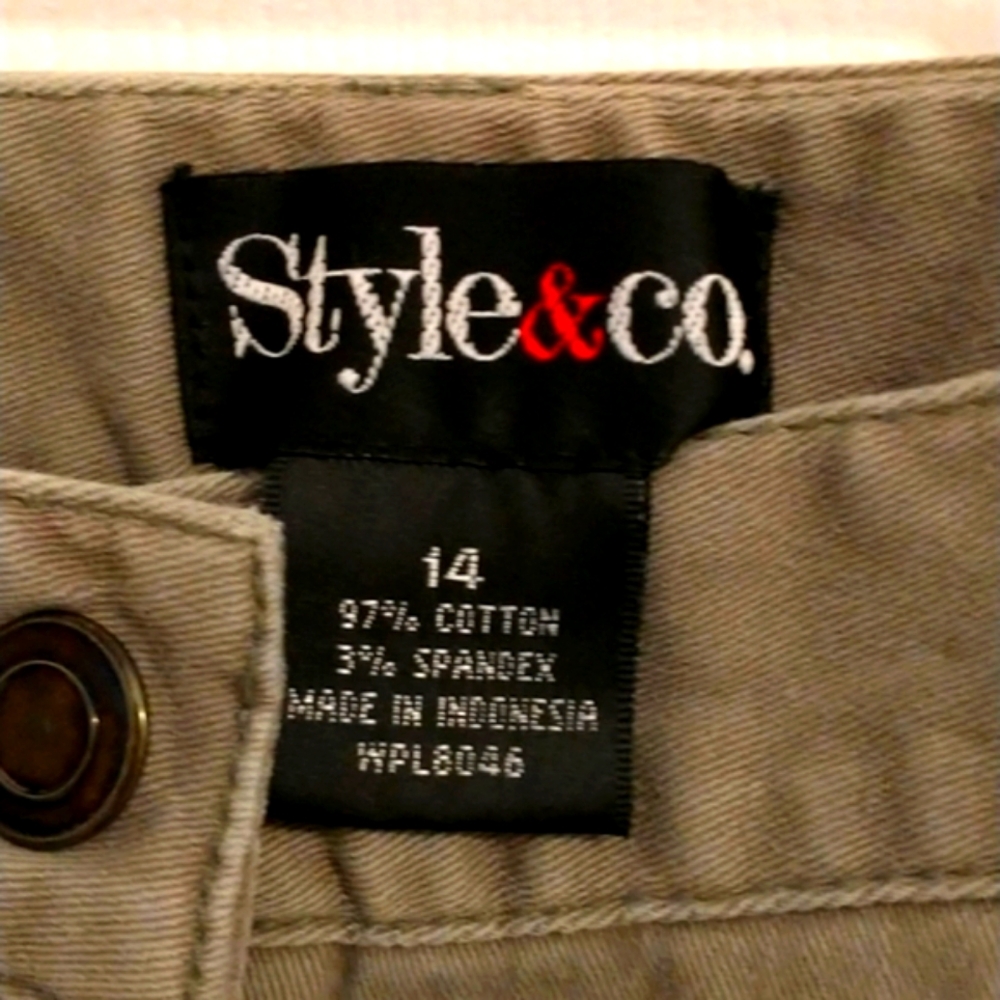 Style&co.
14
97% COTTON
3% SPANDEX
MADE IN INDONESIA
WPL8046